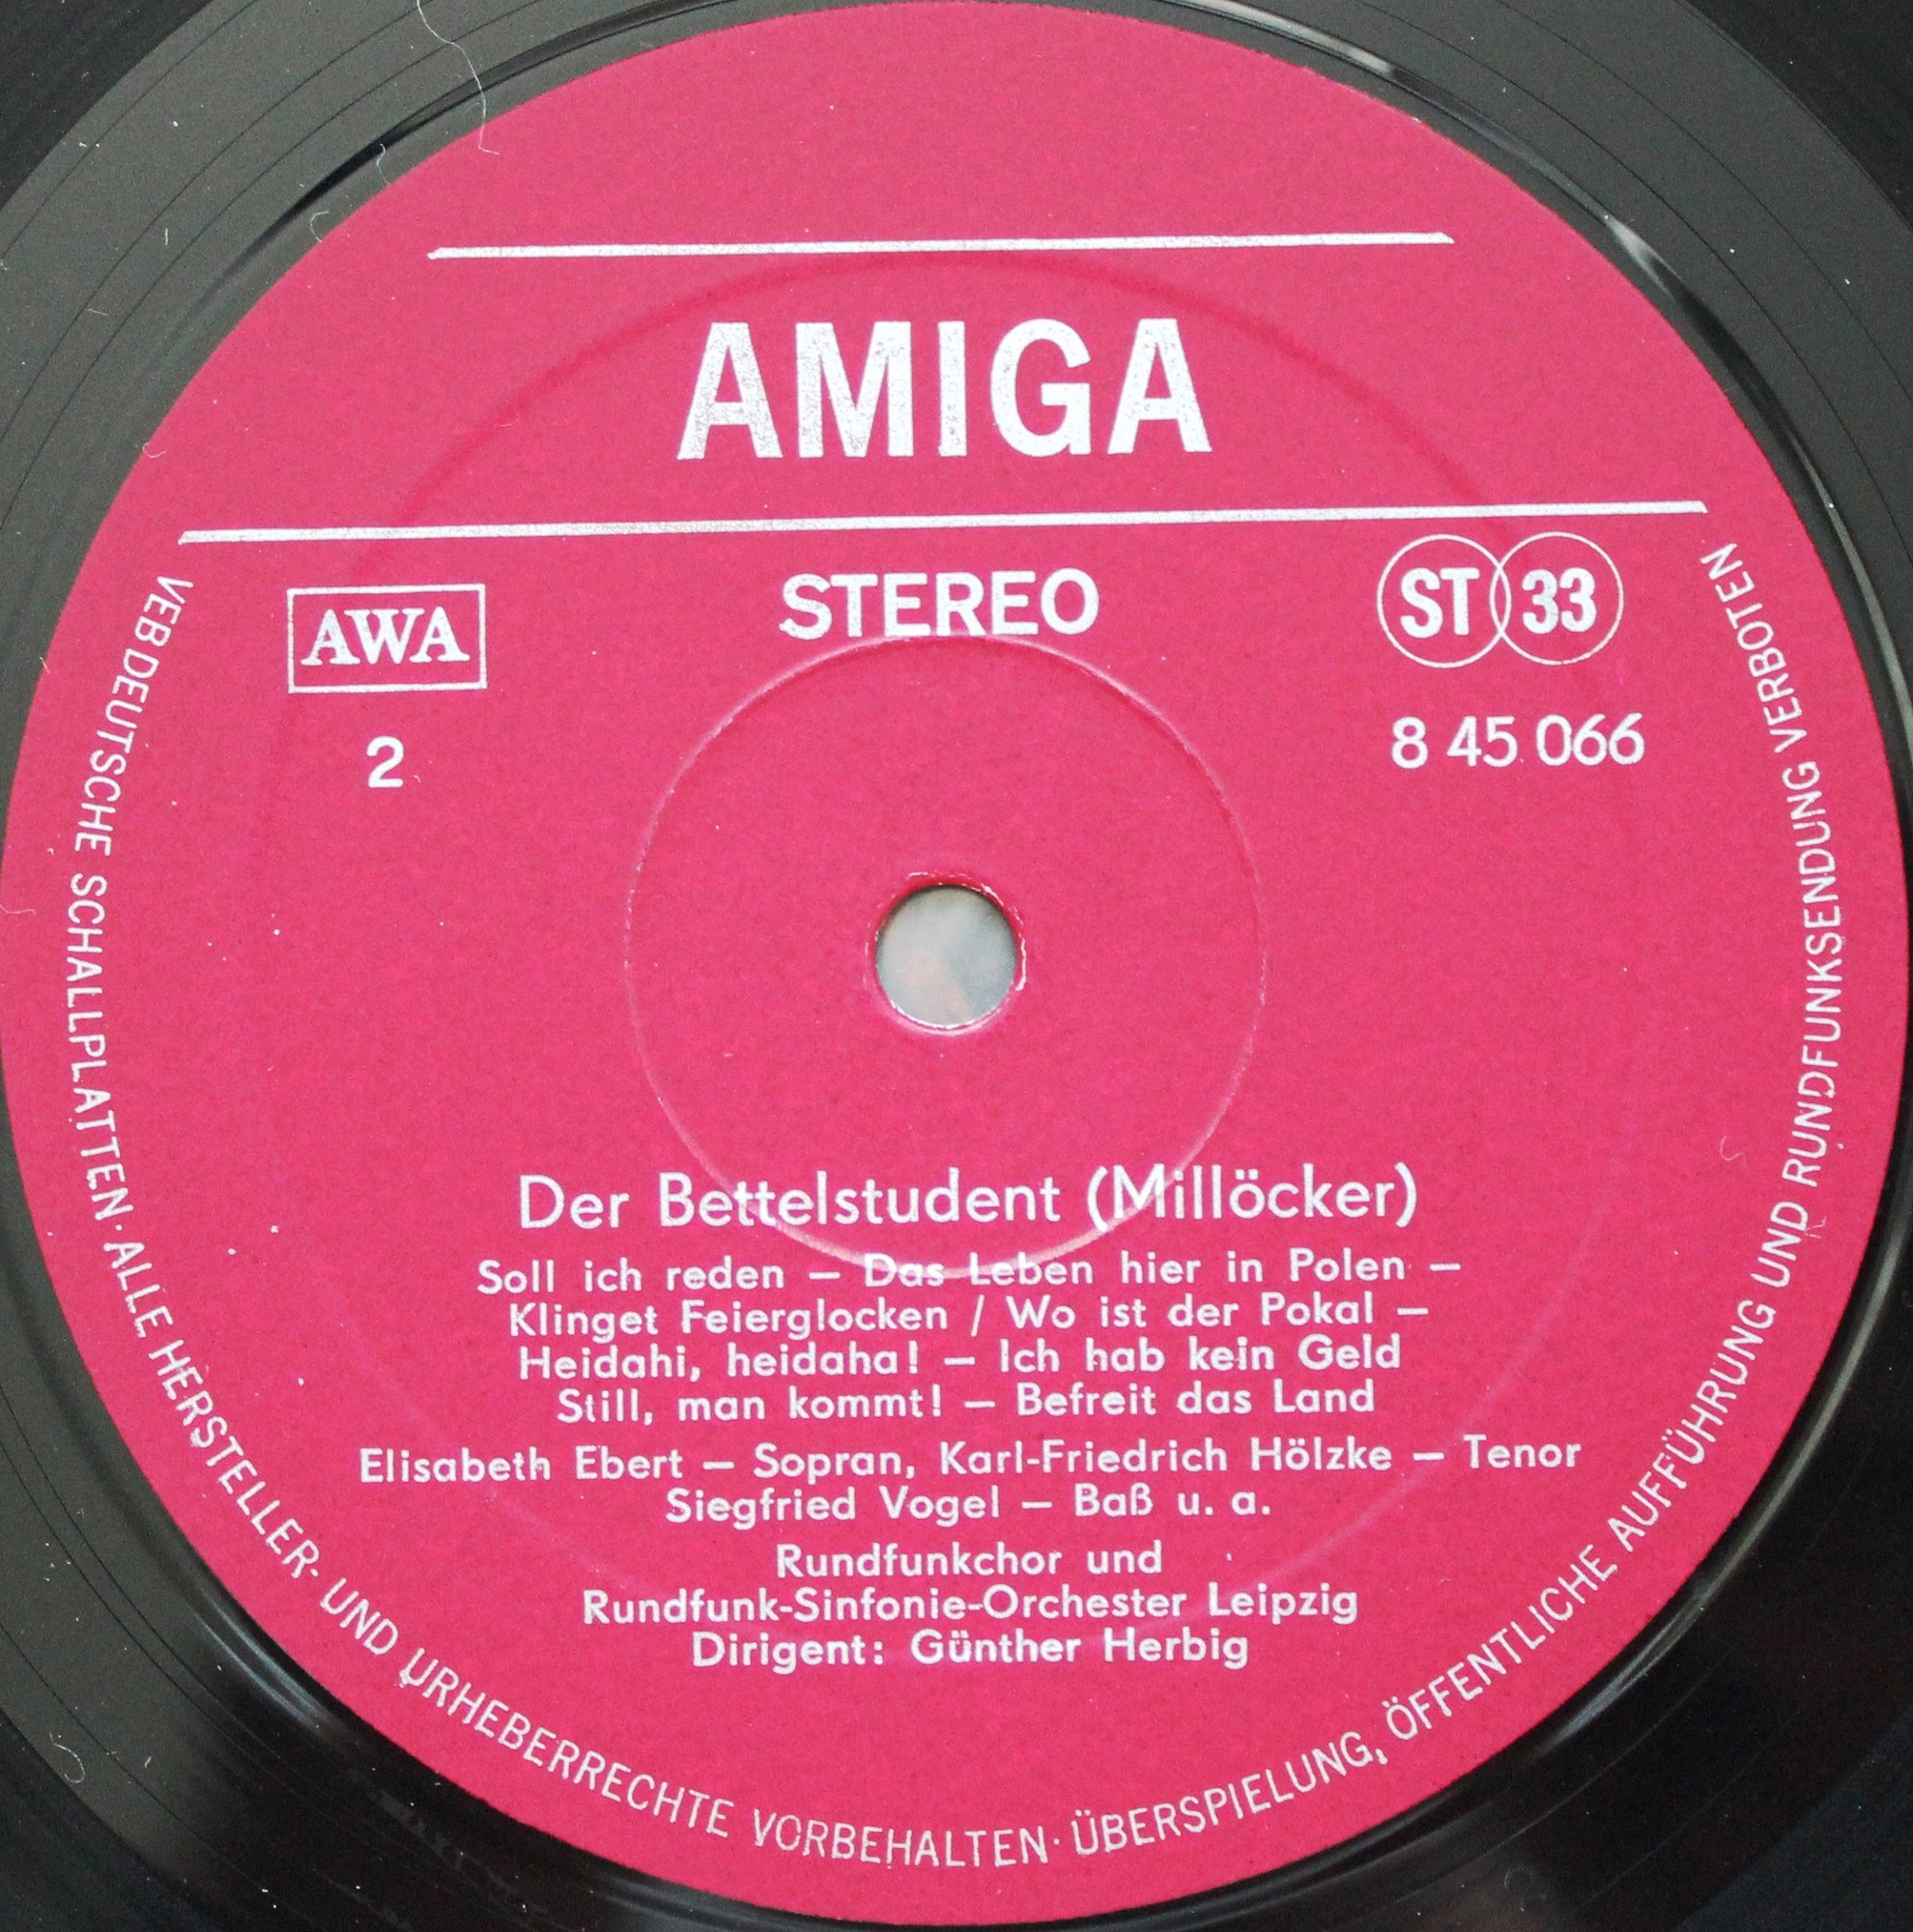 AMIGA
STEREO
AWA
ST 33
2
8 45 066
Der Bettelstudent (Millöcker)
Soll ich reden — Das Leben hier in Polen —
Klinget Feierglocken / Wo ist der Pokal —
Heidahi, heidaha! — Ich hab kein Geld
Still, man kommt! — Befreit das Land
Elisabeth Ebert — Sopran, Karl-Friedrich Hölzke — Tenor
Siegfried Vogel — Baß u. a.
Rundfunkchor und
Rundfunk-Sinfonie-Orchester Leipzig
Dirigent: Günther Herbig
VEB DEUTSCHE SCHALLPLATTEN · ALLE HERSTELLER- UND URHEBERRECHTE VORBEHALTEN · ÜBERSPIELUNG, ÖFFENTLICHE AUFFÜHRUNG UND RUNDFUNKSENDUNG VERBOTEN